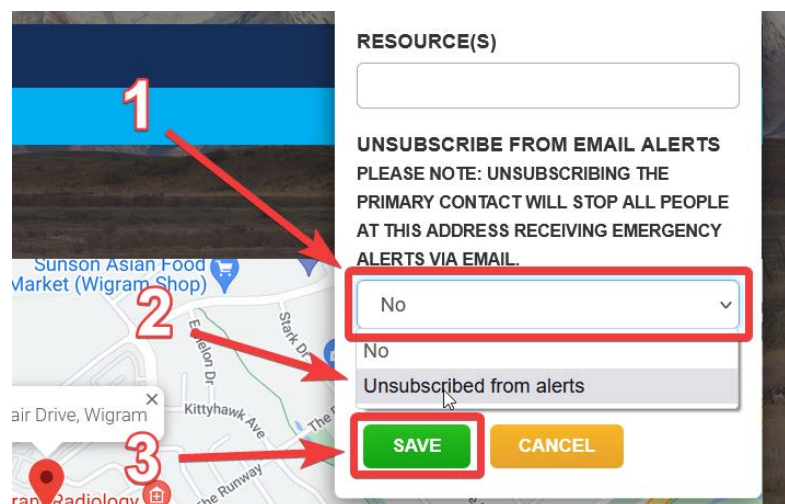 RESOURCE(S)
1
UNSUBSCRIBE FROM EMAIL ALERTS
PLEASE NOTE: UNSUBSCRIBING THE
PRIMARY CONTACT WILL STOP ALL PEOPLE
AT THIS ADDRESS RECEIVING EMERGENCY
ALERTS VIA EMAIL.
Sunson Asian Food
Market (Wigram Shop)
2
No
No
Unsubscribed from alerts
Stark Dr
Echelon Dr
Kittyhawk Ave
The
air Drive, Wigram
×
3
SAVE
CANCEL
The Runway
Radiology